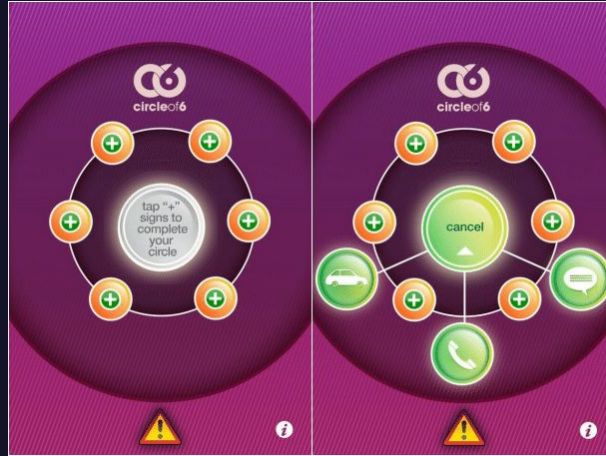 circleof6
tap "+"
signs to
complete
your
circle
i
circleof6
cancel
i